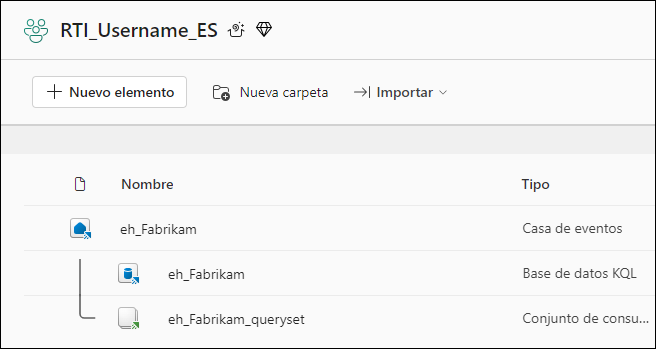 RTI_Username_ES
Nuevo elemento Nueva carpeta Importar
Nombre Tipo
eh_Fabrikam Casa de eventos
eh_Fabrikam Base de datos KQL
eh_Fabrikam_queryset Conjunto de consu...